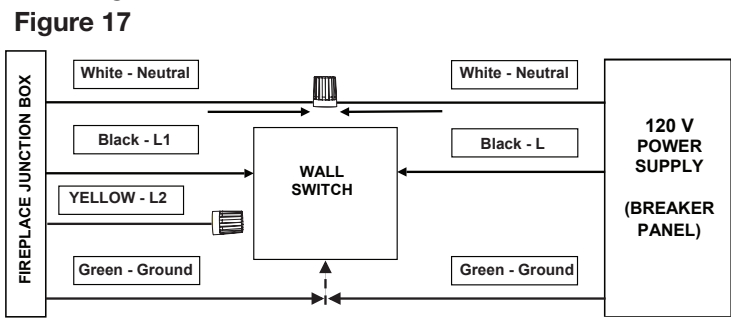 Figure 17
FIREPLACE JUNCTION BOX
White - Neutral
White - Neutral
Black - L1
Black - L
YELLOW - L2
Green - Ground
Green - Ground
WALL
SWITCH
120 V
POWER
SUPPLY
(BREAKER
PANEL)